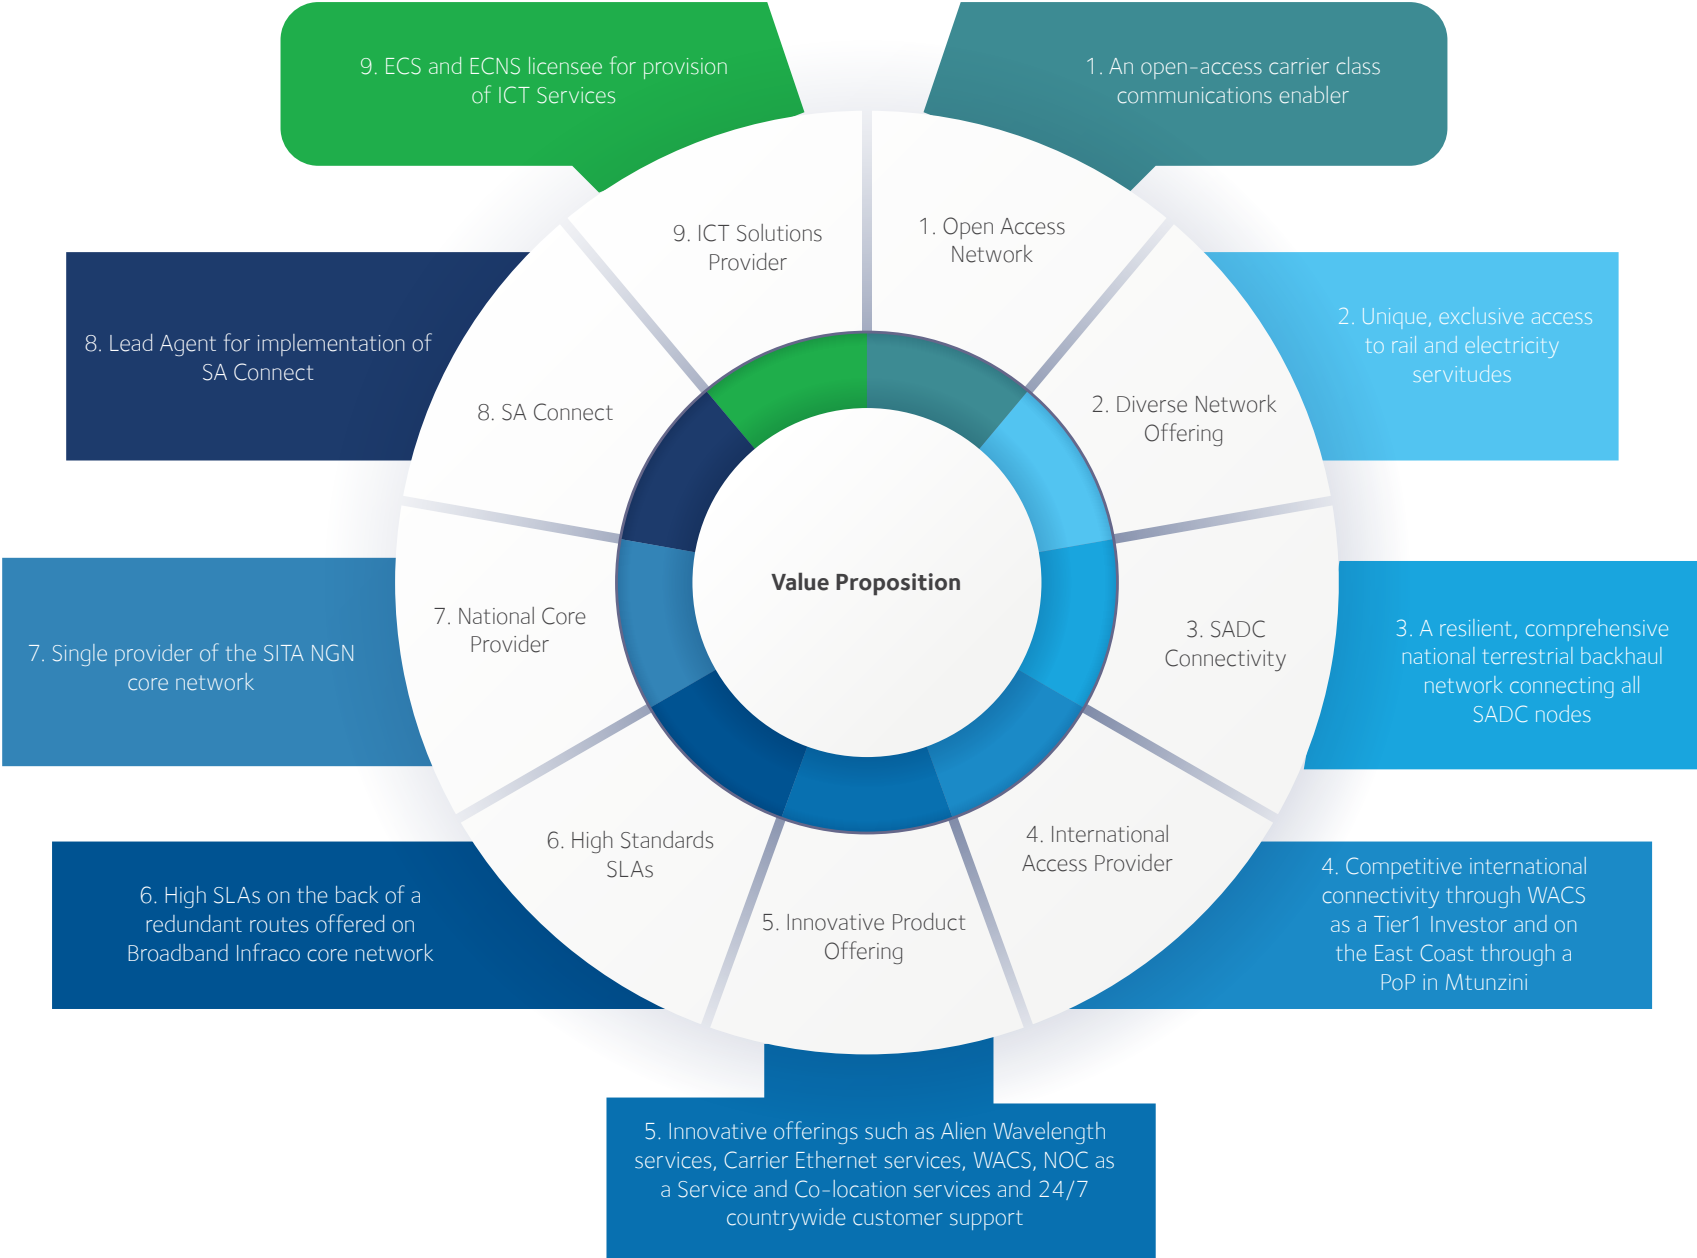 9. ECS and ECNS licensee for provision
of ICT Services
1. An open-access carrier class
communications enabler
9. ICT Solutions
Provider
1. Open Access
Network
8. Lead Agent for implementation of
SA Connect
2. Unique, exclusive access
to rail and electricity
servitudes
8. SA Connect
2. Diverse Network
Offering
Value Proposition
7. National Core
Provider
3. SADC
Connectivity
7. Single provider of the SITA NGN
core network
3. A resilient, comprehensive
national terrestrial backhaul
network connecting all
SADC nodes
6. High Standards
SLAs
4. International
Access Provider
6. High SLAs on the back of a
redundant routes offered on
Broadband Infraco core network
4. Competitive international
connectivity through WACS
as a Tier1 Investor and on
the East Coast through a
PoP in Mtunzini
5. Innovative Product
Offering
5. Innovative offerings such as Alien Wavelength
services, Carrier Ethernet services, WACS, NOC as
a Service and Co-location services and 24/7
countrywide customer support